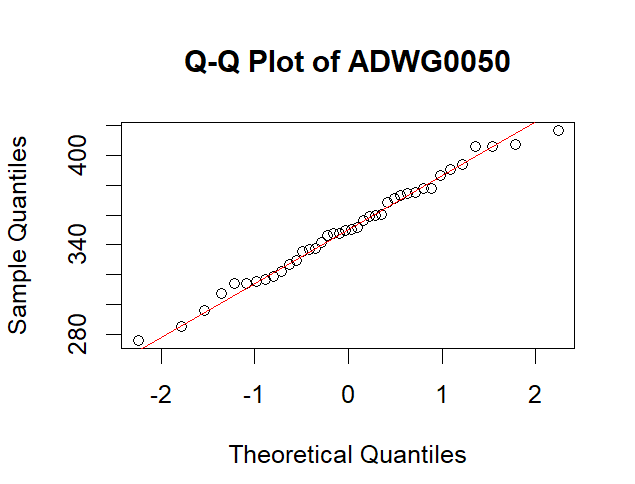 Q-Q Plot of ADWG0050
Sample Quantiles
400
340
280
-2 -1 0 1 2
Theoretical Quantiles